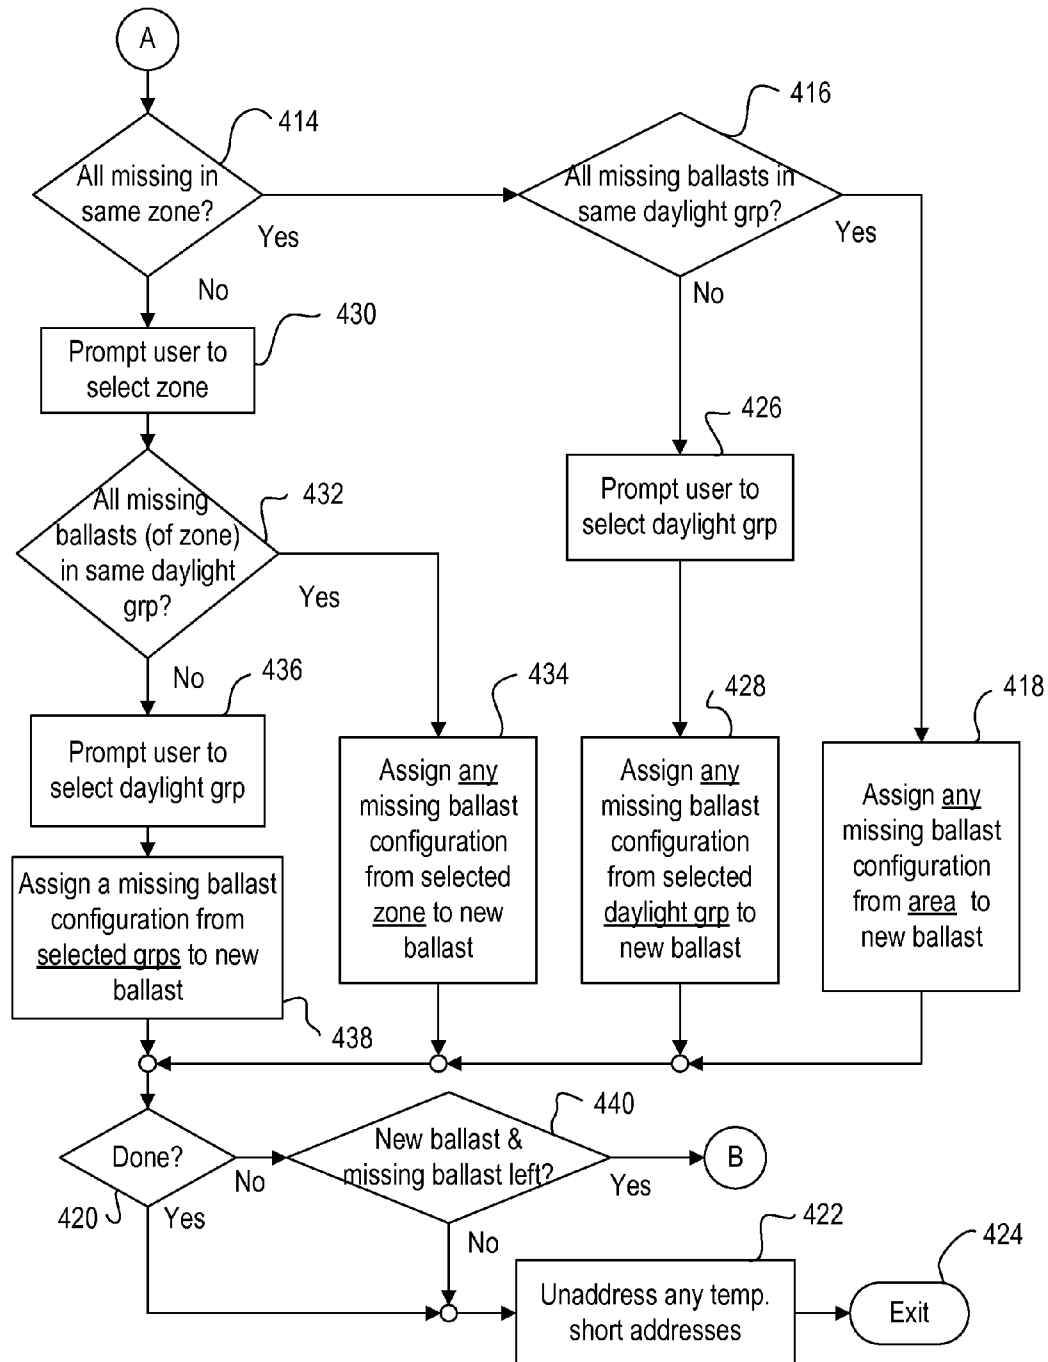 A
414
All missing in
same zone?
Yes
No
416
All missing ballasts in
same daylight grp?
Yes
No
430
Prompt user to
select zone
426
Prompt user to
select daylight grp
432
All missing
ballasts (of zone)
in same daylight
grp?
Yes
No
436
Prompt user to
select daylight grp
434
Assign any
missing ballast
configuration
from selected
zone to new
ballast
428
Assign any
missing ballast
configuration
from selected
daylight grp to
new ballast
418
Assign any
missing ballast
configuration
from area to
new ballast
Assign a missing ballast
configuration from
selected grps to new
ballast
438
Done?
420
No
Yes
440
New ballast &
missing ballast left?
Yes
No
B
422
Unaddress any temp.
short addresses
424
Exit